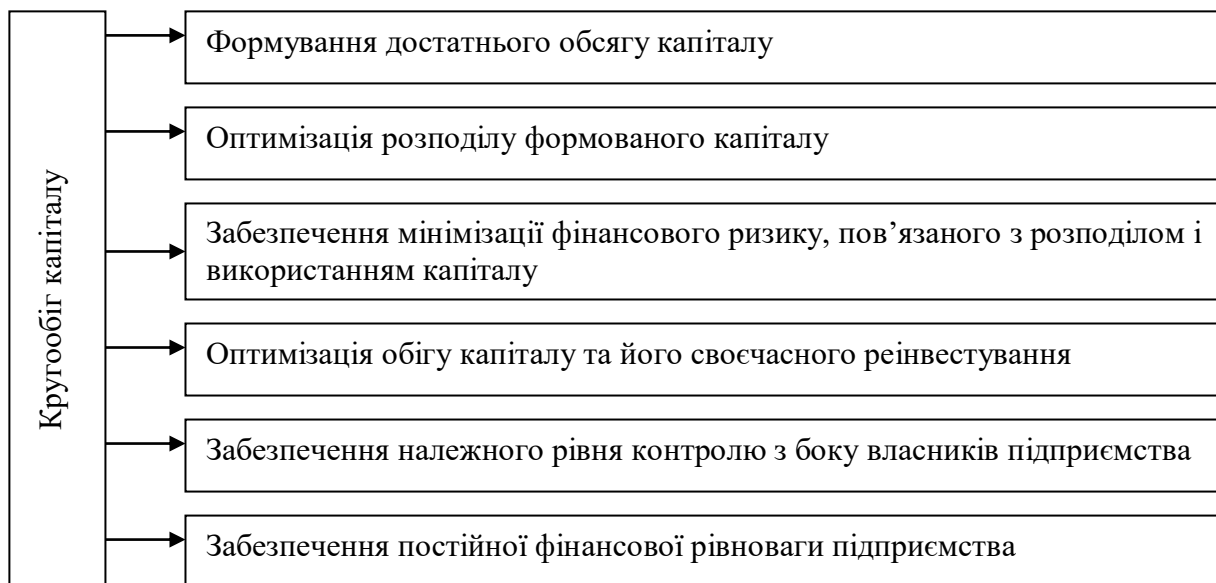 Кругообіг капіталу
Формування достатнього обсягу капіталу
Оптимізація розподілу формованого капіталу
Забезпечення мінімізації фінансового ризику, пов’язаного з розподілом і
використанням капіталу
Оптимізація обігу капіталу та його своєчасного реінвестування
Забезпечення належного рівня контролю з боку власників підприємства
Забезпечення постійної фінансової рівноваги підприємства